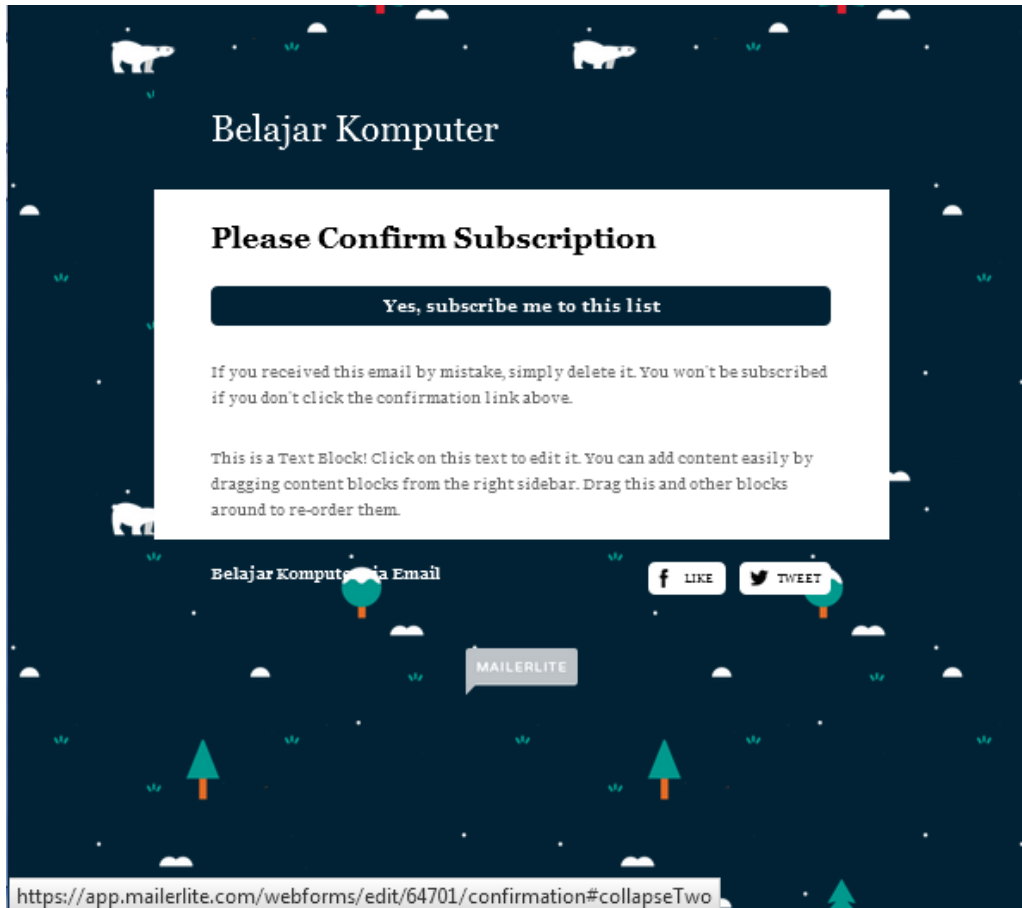 Belajar Komputer
Please Confirm Subscription
Yes, subscribe me to this list
If you received this email by mistake, simply delete it. You won't be subscribed
if you don't click the confirmation link above.
This is a Text Block! Click on this text to edit it. You can add content easily by
dragging content blocks from the right sidebar. Drag this and other blocks
around to re-order them.
Belajar Komputer via Email
LIKE
TWEET
MAILERLITE
https://app.mailerlite.com/webforms/edit/64701/confirmation#collapseTwo